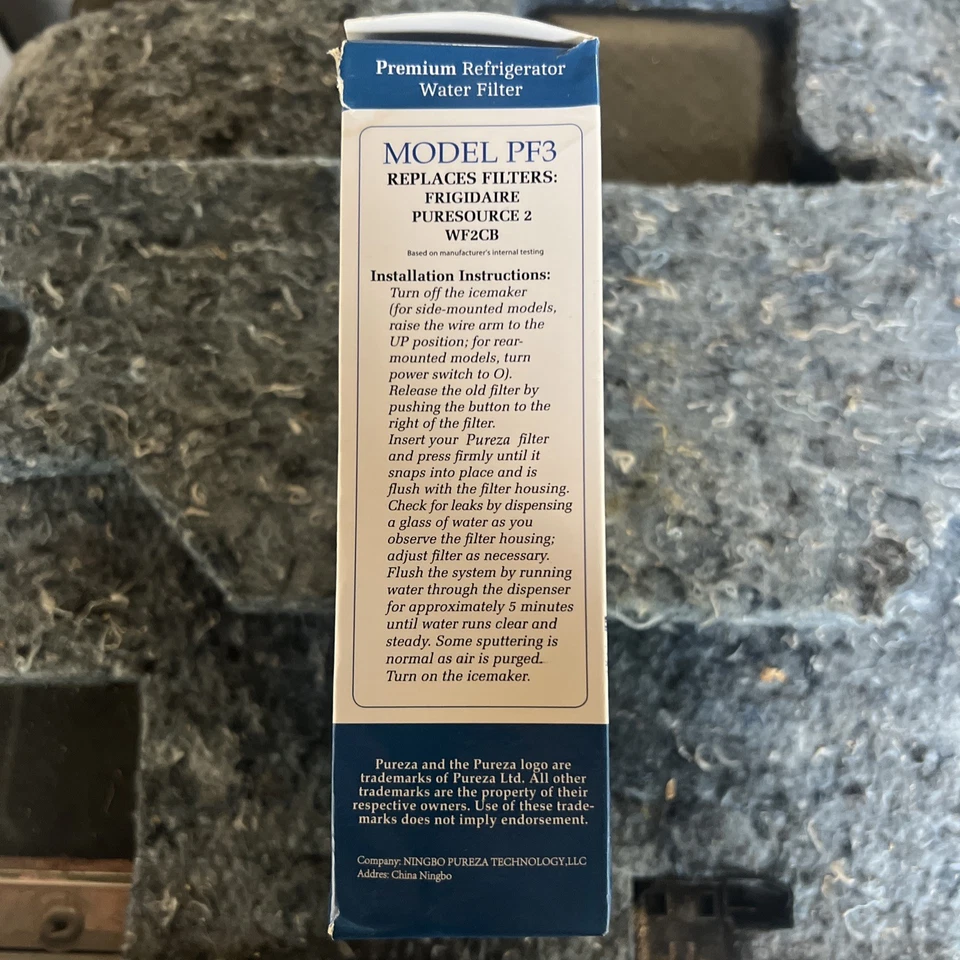 Premium Refrigerator
Water Filter
MODEL PF3
REPLACES FILTERS:
FRIGIDAIRE
PURESOURCE 2
WF2CB
Based on manufacturer's internal testing
Installation Instructions:
Turn off the icemaker
(for side-mounted models,
raise the wire arm to the
UP position; for rear-
mounted models, turn
power switch to O).
Release the old filter by
pushing the button to the
right of the filter.
Insert your Pureza filter
and press firmly until it
snaps into place and is
flush with the filter housing.
Check for leaks by dispensing
a glass of water as you
observe the filter housing;
adjust filter as necessary.
Flush the system by running
water through the dispenser
for approximately 5 minutes
until water runs clear and
steady. Some sputtering is
normal as air is purged.
Turn on the icemaker.
Pureza and the Pureza logo are
trademarks of Pureza Ltd. All other
trademarks are the property of their
respective owners. Use of these trade-
marks does not imply endorsement.
Company: NINGBO PUREZA TECHNOLOGY,LLC
Addres: China Ningbo